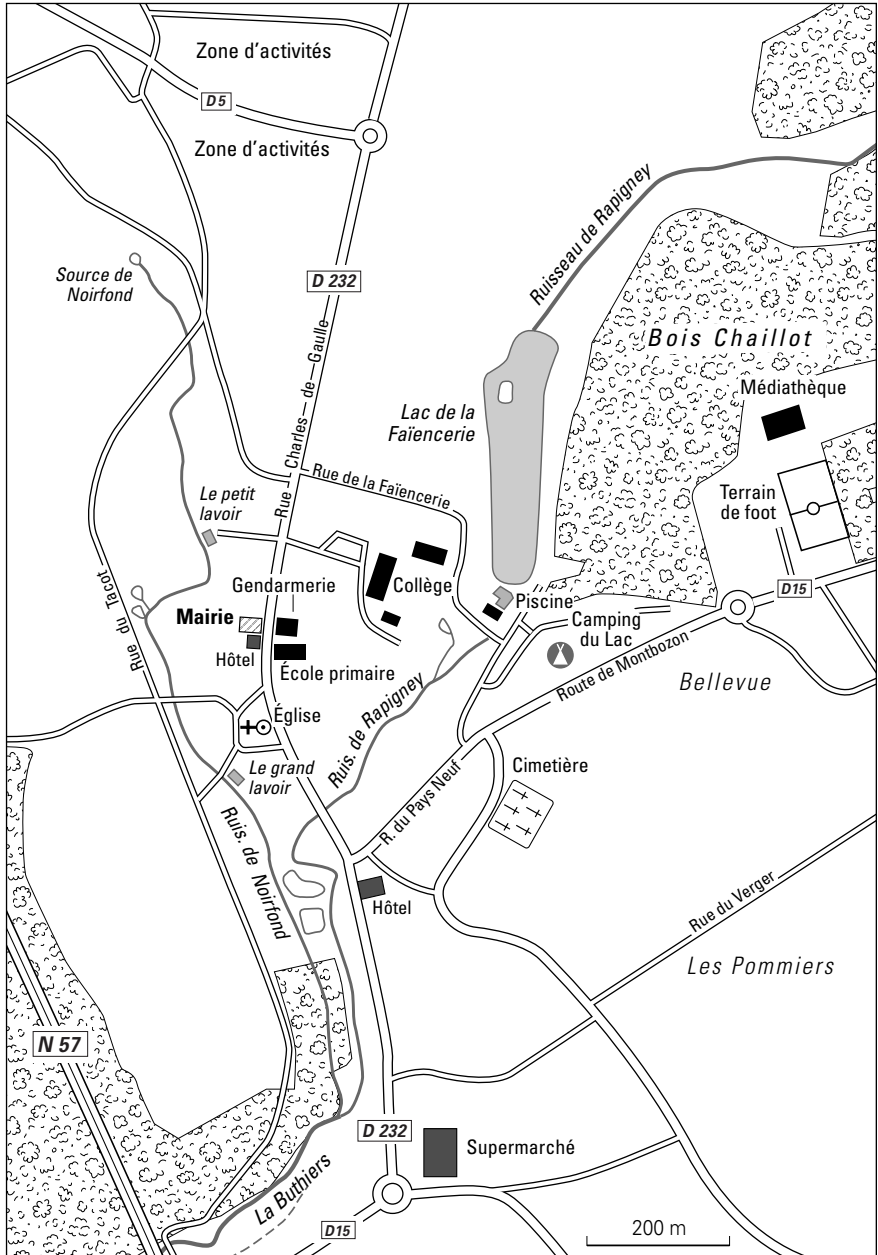 Zone d'activités
D5
Zone d'activités
Ruisseau de Rapigney
Source de
Noirfond
D 232
Rue Charles de Gaulle
Bois Chaillot
Médiathèque
Lac de la
Faïencerie
Rue de la Faïencerie
Terrain
de foot
Le petit
lavoir
Gendarmerie
Collège
D15
Piscine
Mairie
Camping
du Lac
Rue du Tacot
Hôtel
École primaire
Route de Montbozon
Bellevue
Église
Ruis. de Rapigney
Le grand
lavoir
Cimetière
R. du Pays Neuf
Ruis. de Noirfond
Hôtel
Rue du Verger
Les Pommiers
N 57
D 232
Supermarché
La Buthiers
D15
200 m